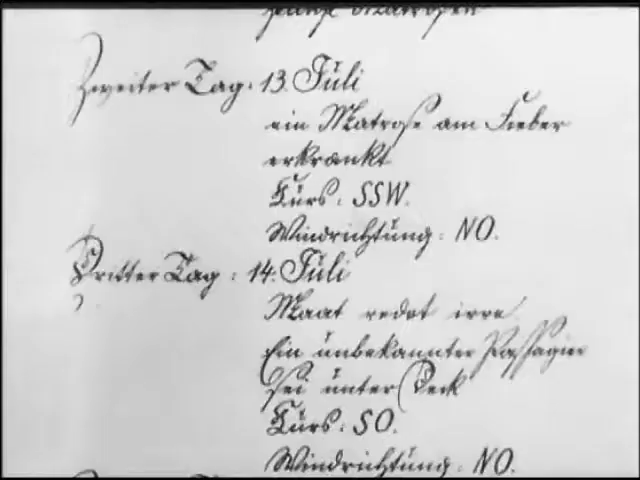 Matrosen
Zweiter Tag: 13. Juli
ein Matrose am Fieber
erkrankt
Kurs: SSW.
Windrichtung: NO.
Dritter Tag: 14. Juli
Maat redet irre
Ein unbekannter Passagier
sei unter Deck
Kurs: SO.
Windrichtung: NO.